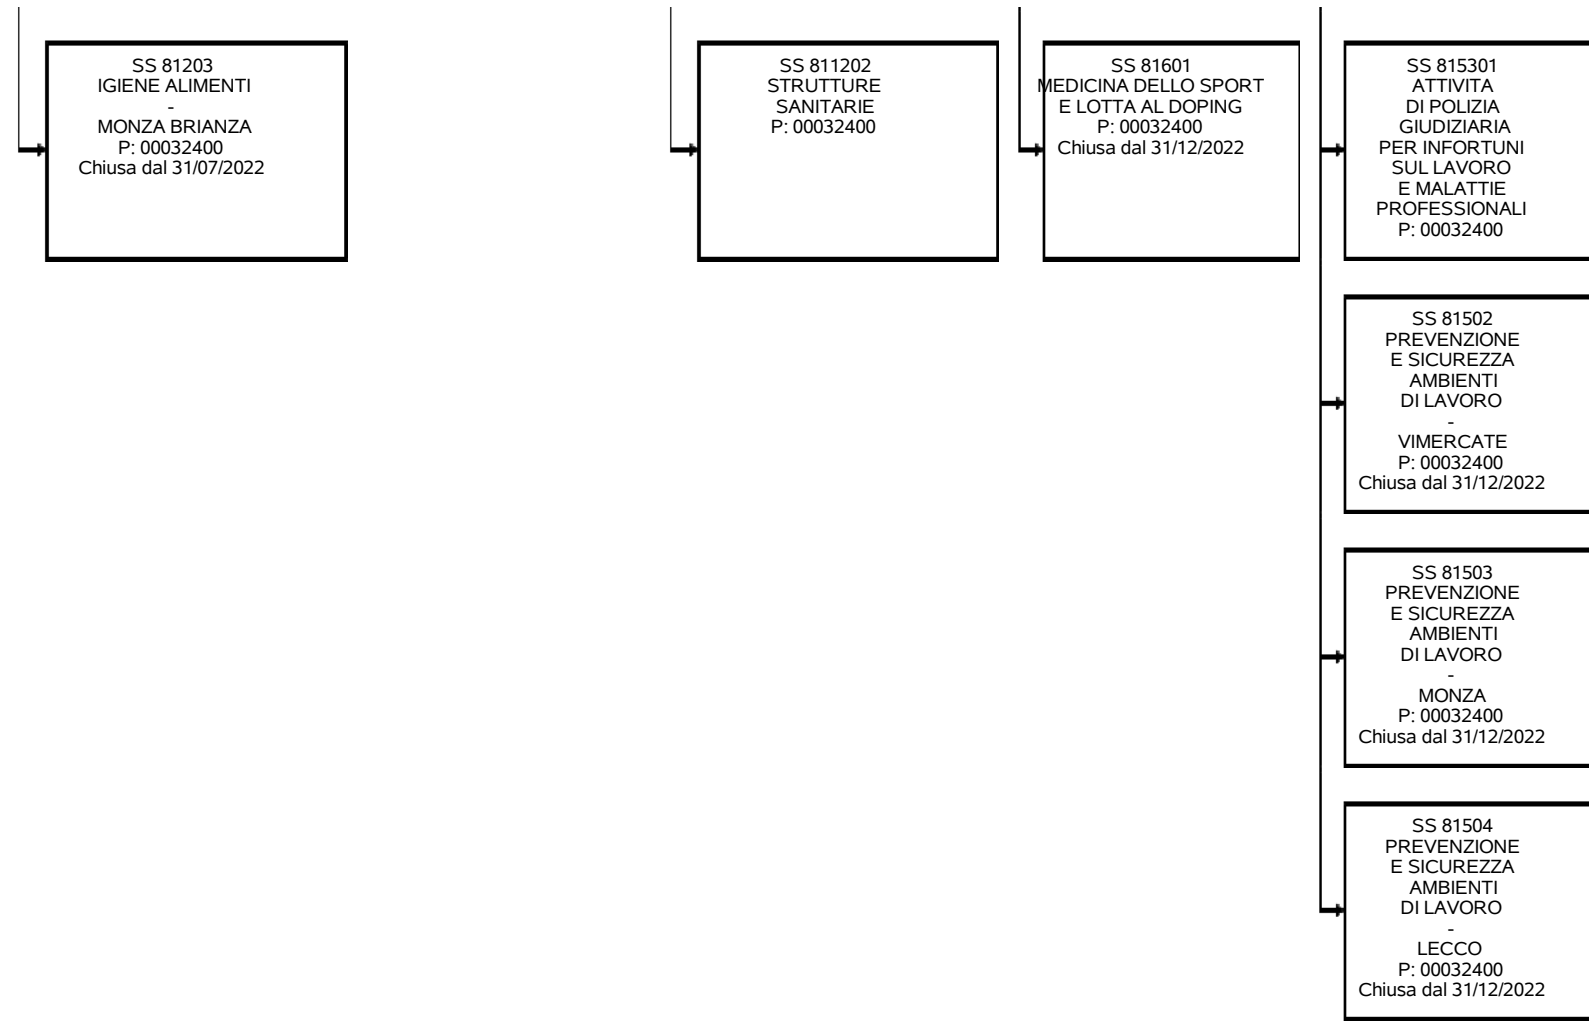 SS 81203
IGIENE ALIMENTI
-
MONZA BRIANZA
P: 00032400
Chiusa dal 31/07/2022
SS 811202
STRUTTURE
SANITARIE
P: 00032400
SS 81601
MEDICINA DELLO SPORT
E LOTTA AL DOPING
P: 00032400
Chiusa dal 31/12/2022
SS 815301
ATTIVITA
DI POLIZIA
GIUDIZIARIA
PER INFORTUNI
SUL LAVORO
E MALATTIE
PROFESSIONALI
P: 00032400
SS 81502
PREVENZIONE
E SICUREZZA
AMBIENTI
DI LAVORO
-
VIMERCATE
P: 00032400
Chiusa dal 31/12/2022
SS 81503
PREVENZIONE
E SICUREZZA
AMBIENTI
DI LAVORO
-
MONZA
P: 00032400
Chiusa dal 31/12/2022
SS 81504
PREVENZIONE
E SICUREZZA
AMBIENTI
DI LAVORO
-
LECCO
P: 00032400
Chiusa dal 31/12/2022